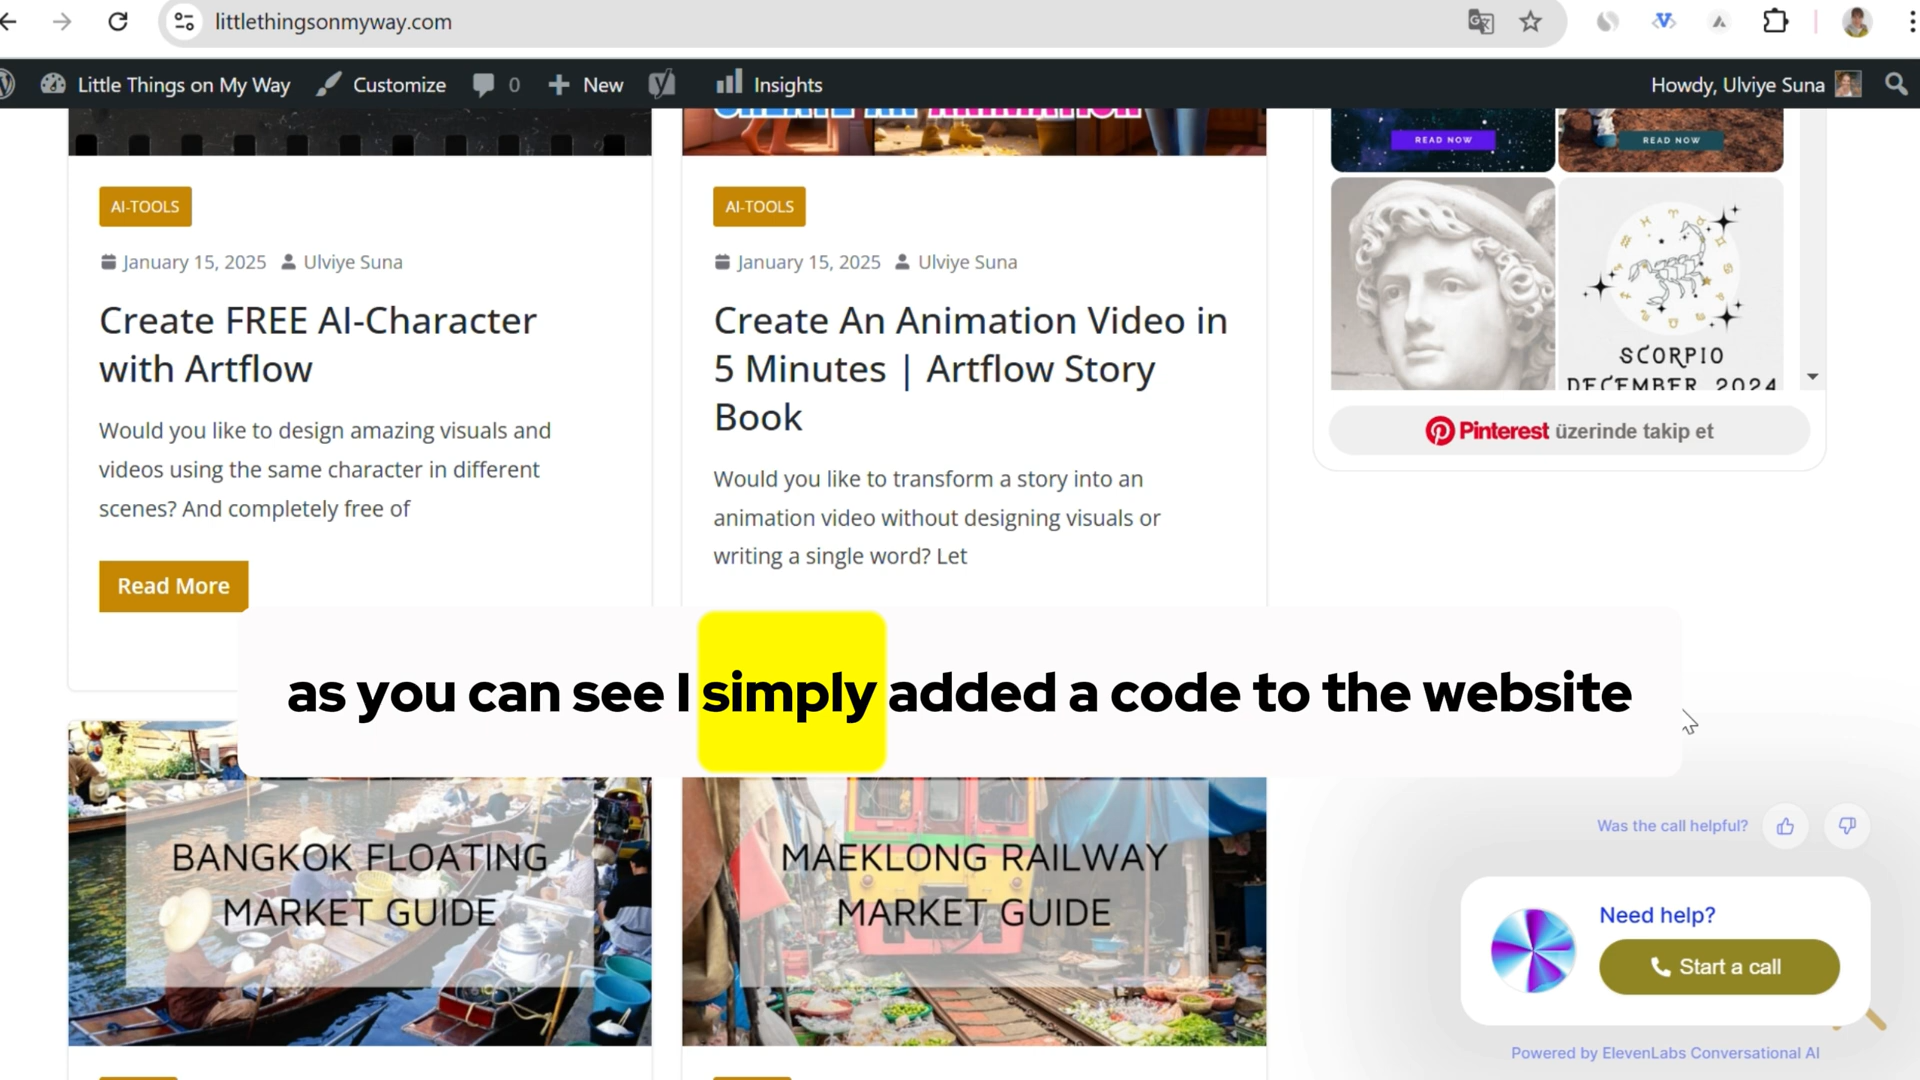 littlethingsonmyway.com
Little Things on My Way
Customize
0
New
Insights
Howdy, Ulviye Suna
READ NOW
READ NOW
AI-TOOLS
January 15, 2025
Ulviye Suna
Create FREE AI-Character
with Artflow
Would you like to design amazing visuals and
videos using the same character in different
scenes? And completely free of
Read More
CREATE AN ANIMATION
AI-TOOLS
January 15, 2025
Ulviye Suna
Create An Animation Video in
5 Minutes | Artflow Story
Book
Would you like to transform a story into an
animation video without designing visuals or
writing a single word? Let
SCORPIO
DECEMBER 2024
Pinterest üzerinde takip et
as you can see I simply added a code to the website
BANGKOK FLOATING
MARKET GUIDE
MAEKLONG RAILWAY
MARKET GUIDE
Was the call helpful?
Need help?
Start a call
Powered by ElevenLabs Conversational AI